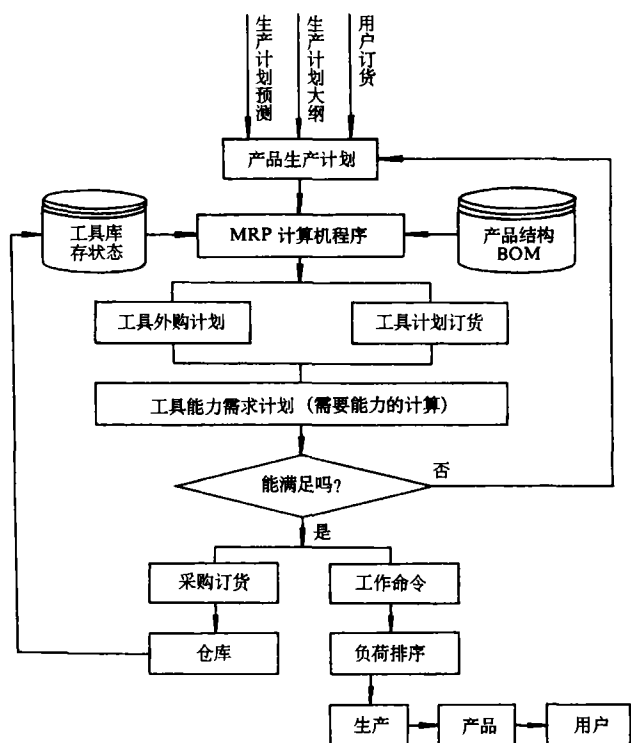 生产计划预测
生产计划大纲
用户订货
产品生产计划
工具库
存状态
MRP 计算机程序
产品结构
BOM
工具外购计划
工具计划订货
工具能力需求计划（需要能力的计算）
能满足吗?
否
是
采购订货
工作命令
仓库
负荷排序
生产
产品
用户